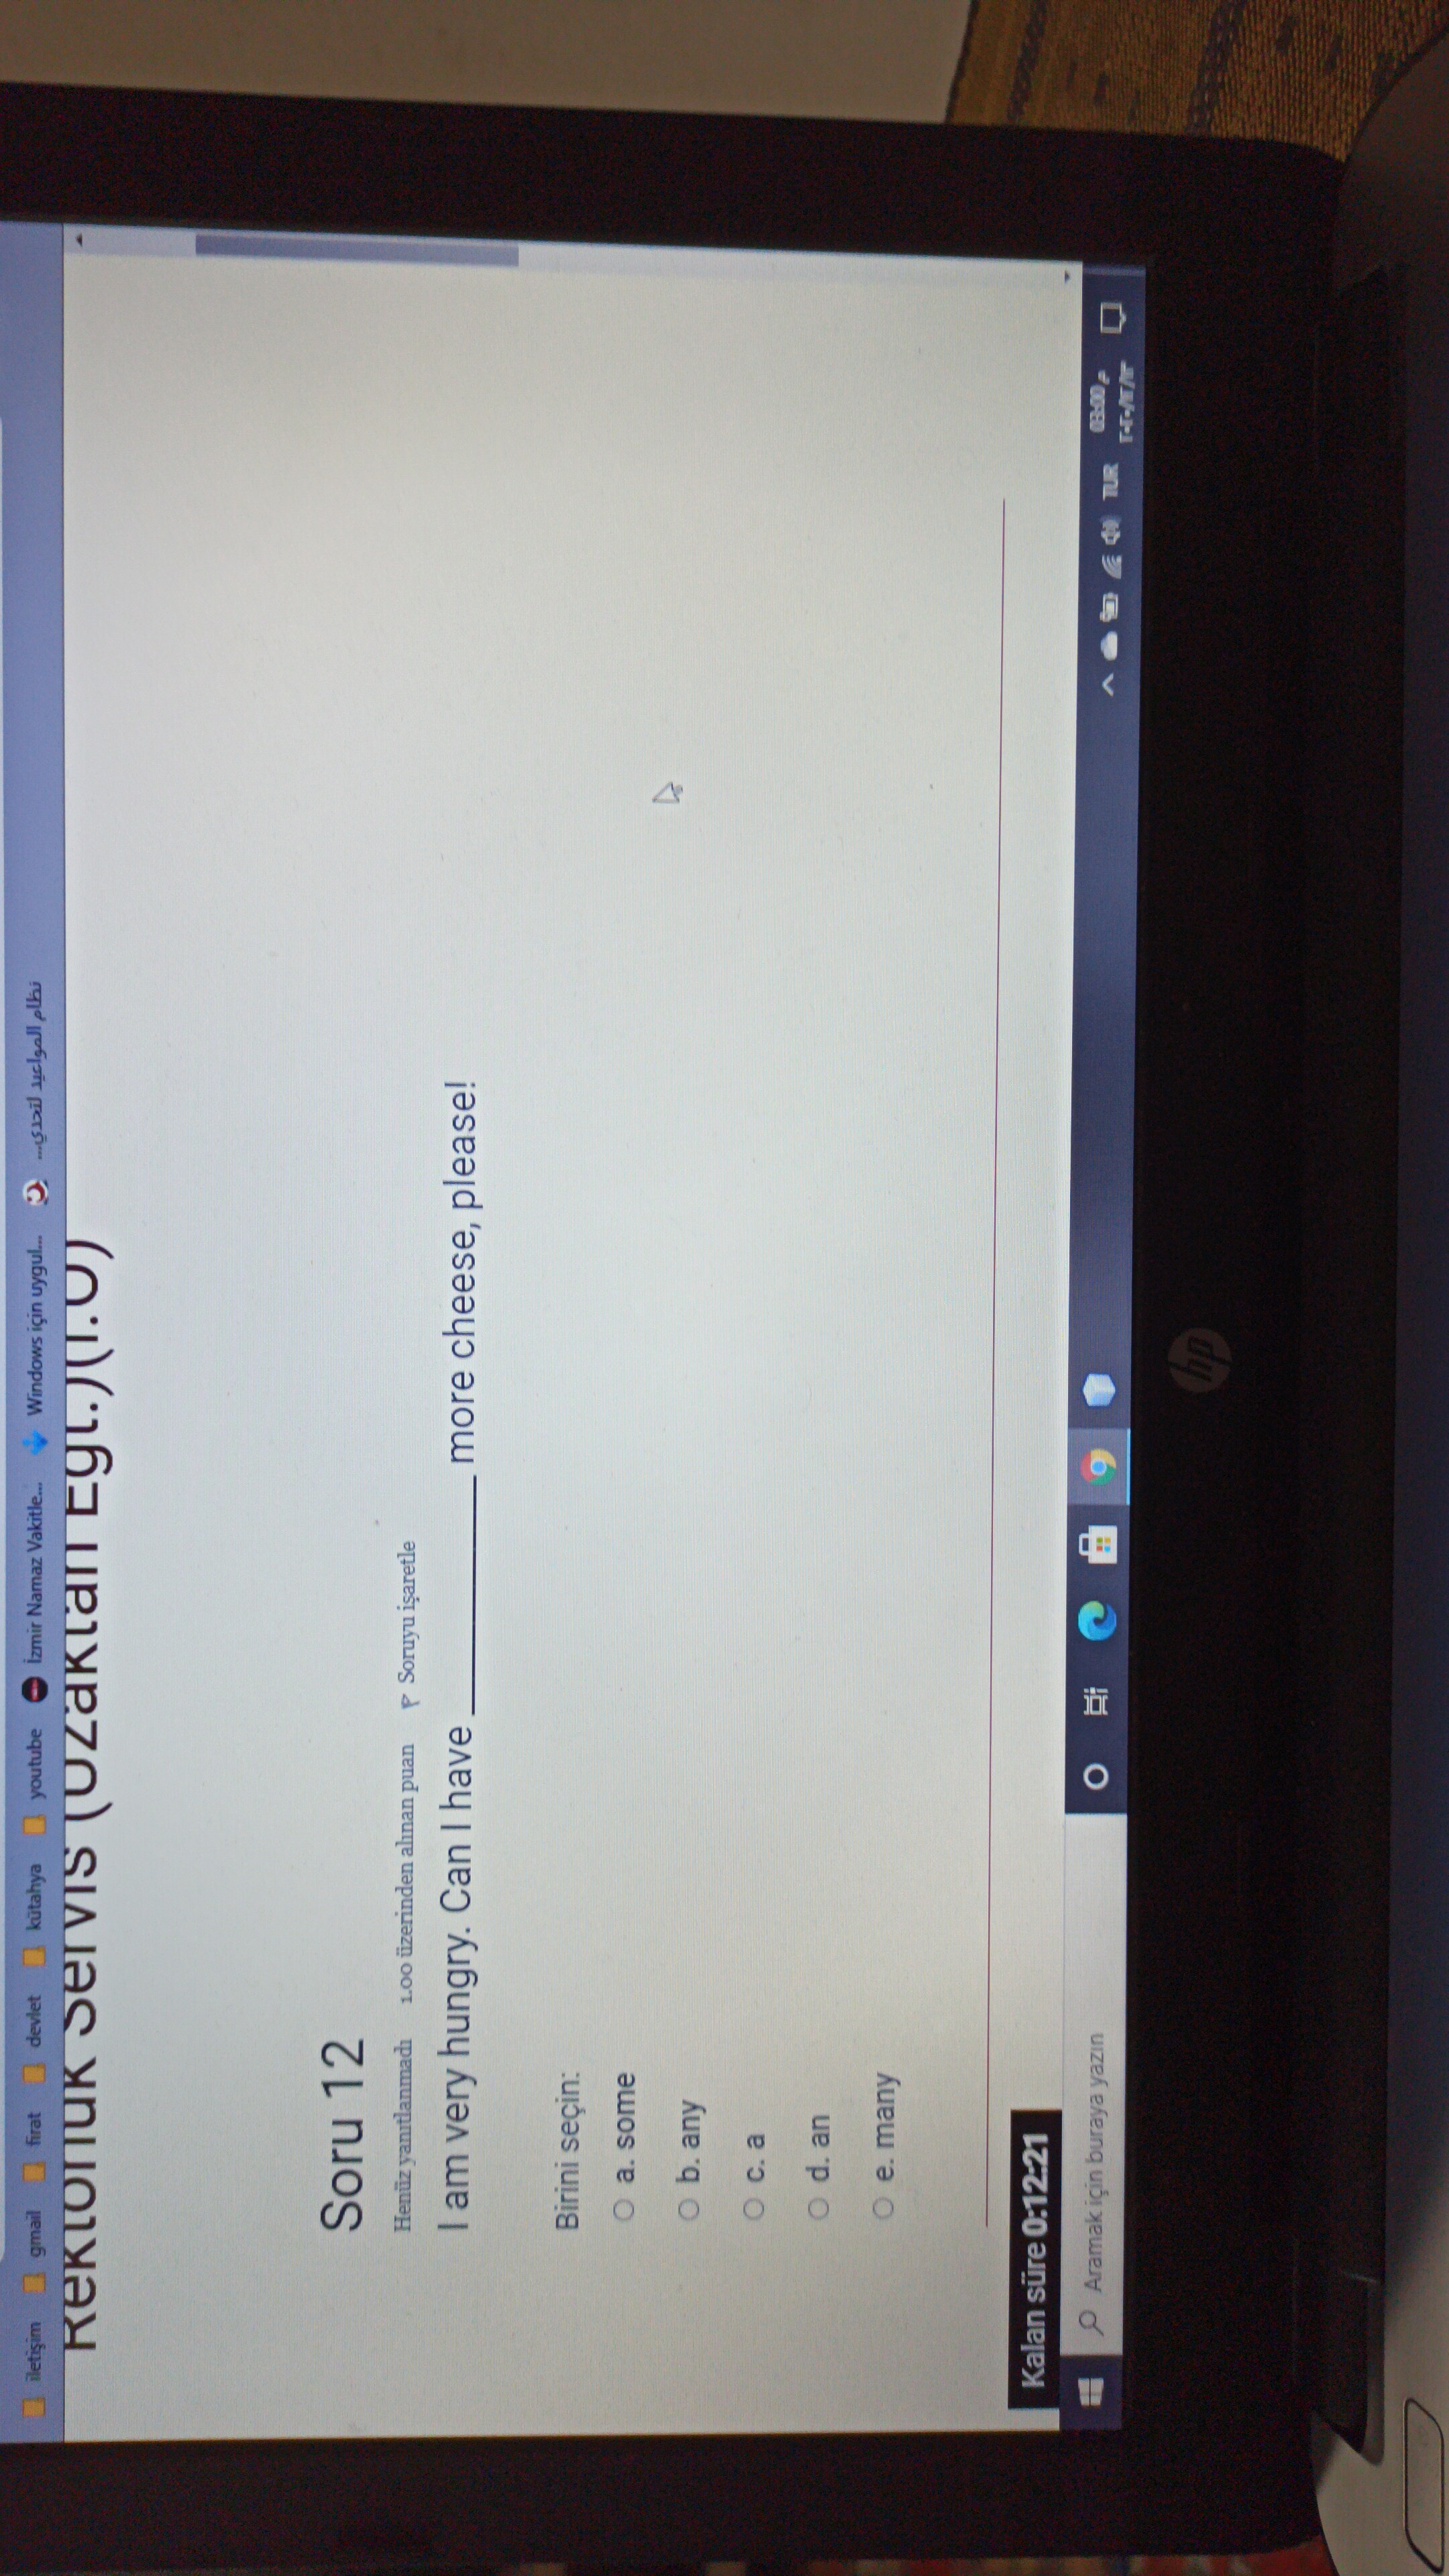 iletişim gmail fırat devlet kütahya youtube İzmir Namaz Vakitle... Windows için uygul... نظام المواعيد لتحدي...
Rektörlük Servis (Uzaktan Eğt.)(İ.Ö)
Soru 12
Henüz yanıtlanmadı 1.00 üzerinden alınan puan Soruyu işaretle
I am very hungry. Can I have __________ more cheese, please!
Birini seçin:
a. some
b. any
c. a
d. an
e. many
Kalan süre 0:12:21
Aramak için buraya yazın
TUR
03:00 م
hp